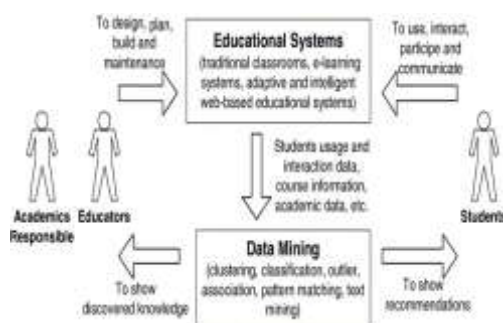 To design, plan,
build and
maintenance
Educational Systems
(traditional classrooms, e-learning
systems, adaptive and intelligent
web-based educational systems)
To use, interact,
participe and
communicate
Students usage and
interaction data,
course information,
academic data, etc.
Academics
Responsible
Educators
Student
Data Mining
(clustering, classification, outlier,
association, pattern matching, text
mining)
To show
discovered knowledge
To show
recommendations